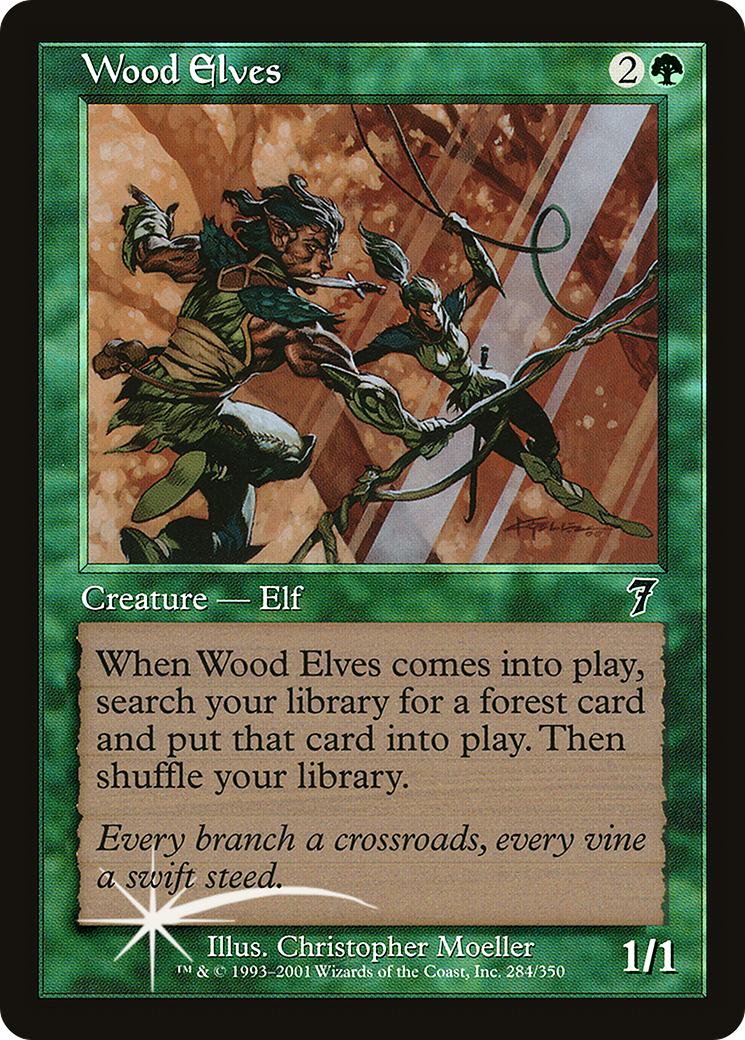 Wood Elves
2
Creature — Elf
7
When Wood Elves comes into play,
search your library for a forest card
and put that card into play. Then
shuffle your library.
Every branch a crossroads, every vine
a swift steed.
Illus. Christopher Moeller
1/1
™ & © 1993–2001 Wizards of the Coast, Inc. 284/350